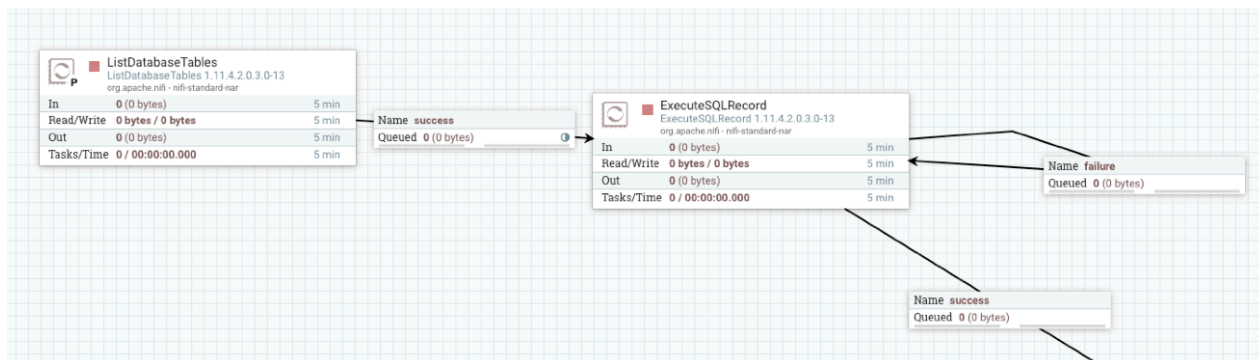 ListDatabaseTables
ListDatabaseTables 1.11.4.2.0.3.0-13
org.apache.nifi - nifi-standard-nar
P
In 0 (0 bytes) 5 min
Read/Write 0 bytes / 0 bytes 5 min
Out 0 (0 bytes) 5 min
Tasks/Time 0 / 00:00:00.000 5 min
Name success
Queued 0 (0 bytes)
ExecuteSQLRecord
ExecuteSQLRecord 1.11.4.2.0.3.0-13
org.apache.nifi - nifi-standard-nar
In 0 (0 bytes) 5 min
Read/Write 0 bytes / 0 bytes 5 min
Out 0 (0 bytes) 5 min
Tasks/Time 0 / 00:00:00.000 5 min
Name failure
Queued 0 (0 bytes)
Name success
Queued 0 (0 bytes)